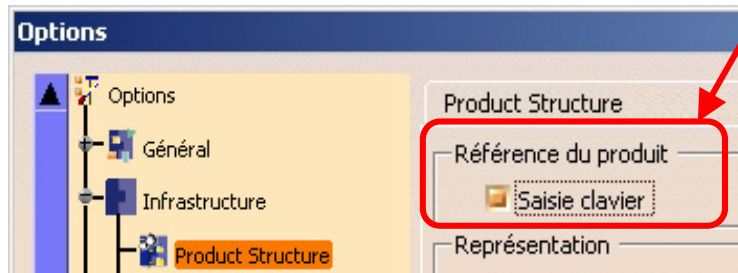 Options
Options
Général
Infrastructure
Product Structure
Product Structure
Référence du produit
Saisie clavier
Représentation